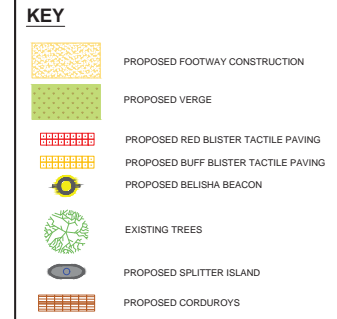 KEY
PROPOSED FOOTWAY CONSTRUCTION
PROPOSED VERGE
PROPOSED RED BLISTER TACTILE PAVING
PROPOSED BUFF BLISTER TACTILE PAVING
PROPOSED BELISHA BEACON
EXISTING TREES
PROPOSED SPLITTER ISLAND
PROPOSED CORDUROYS